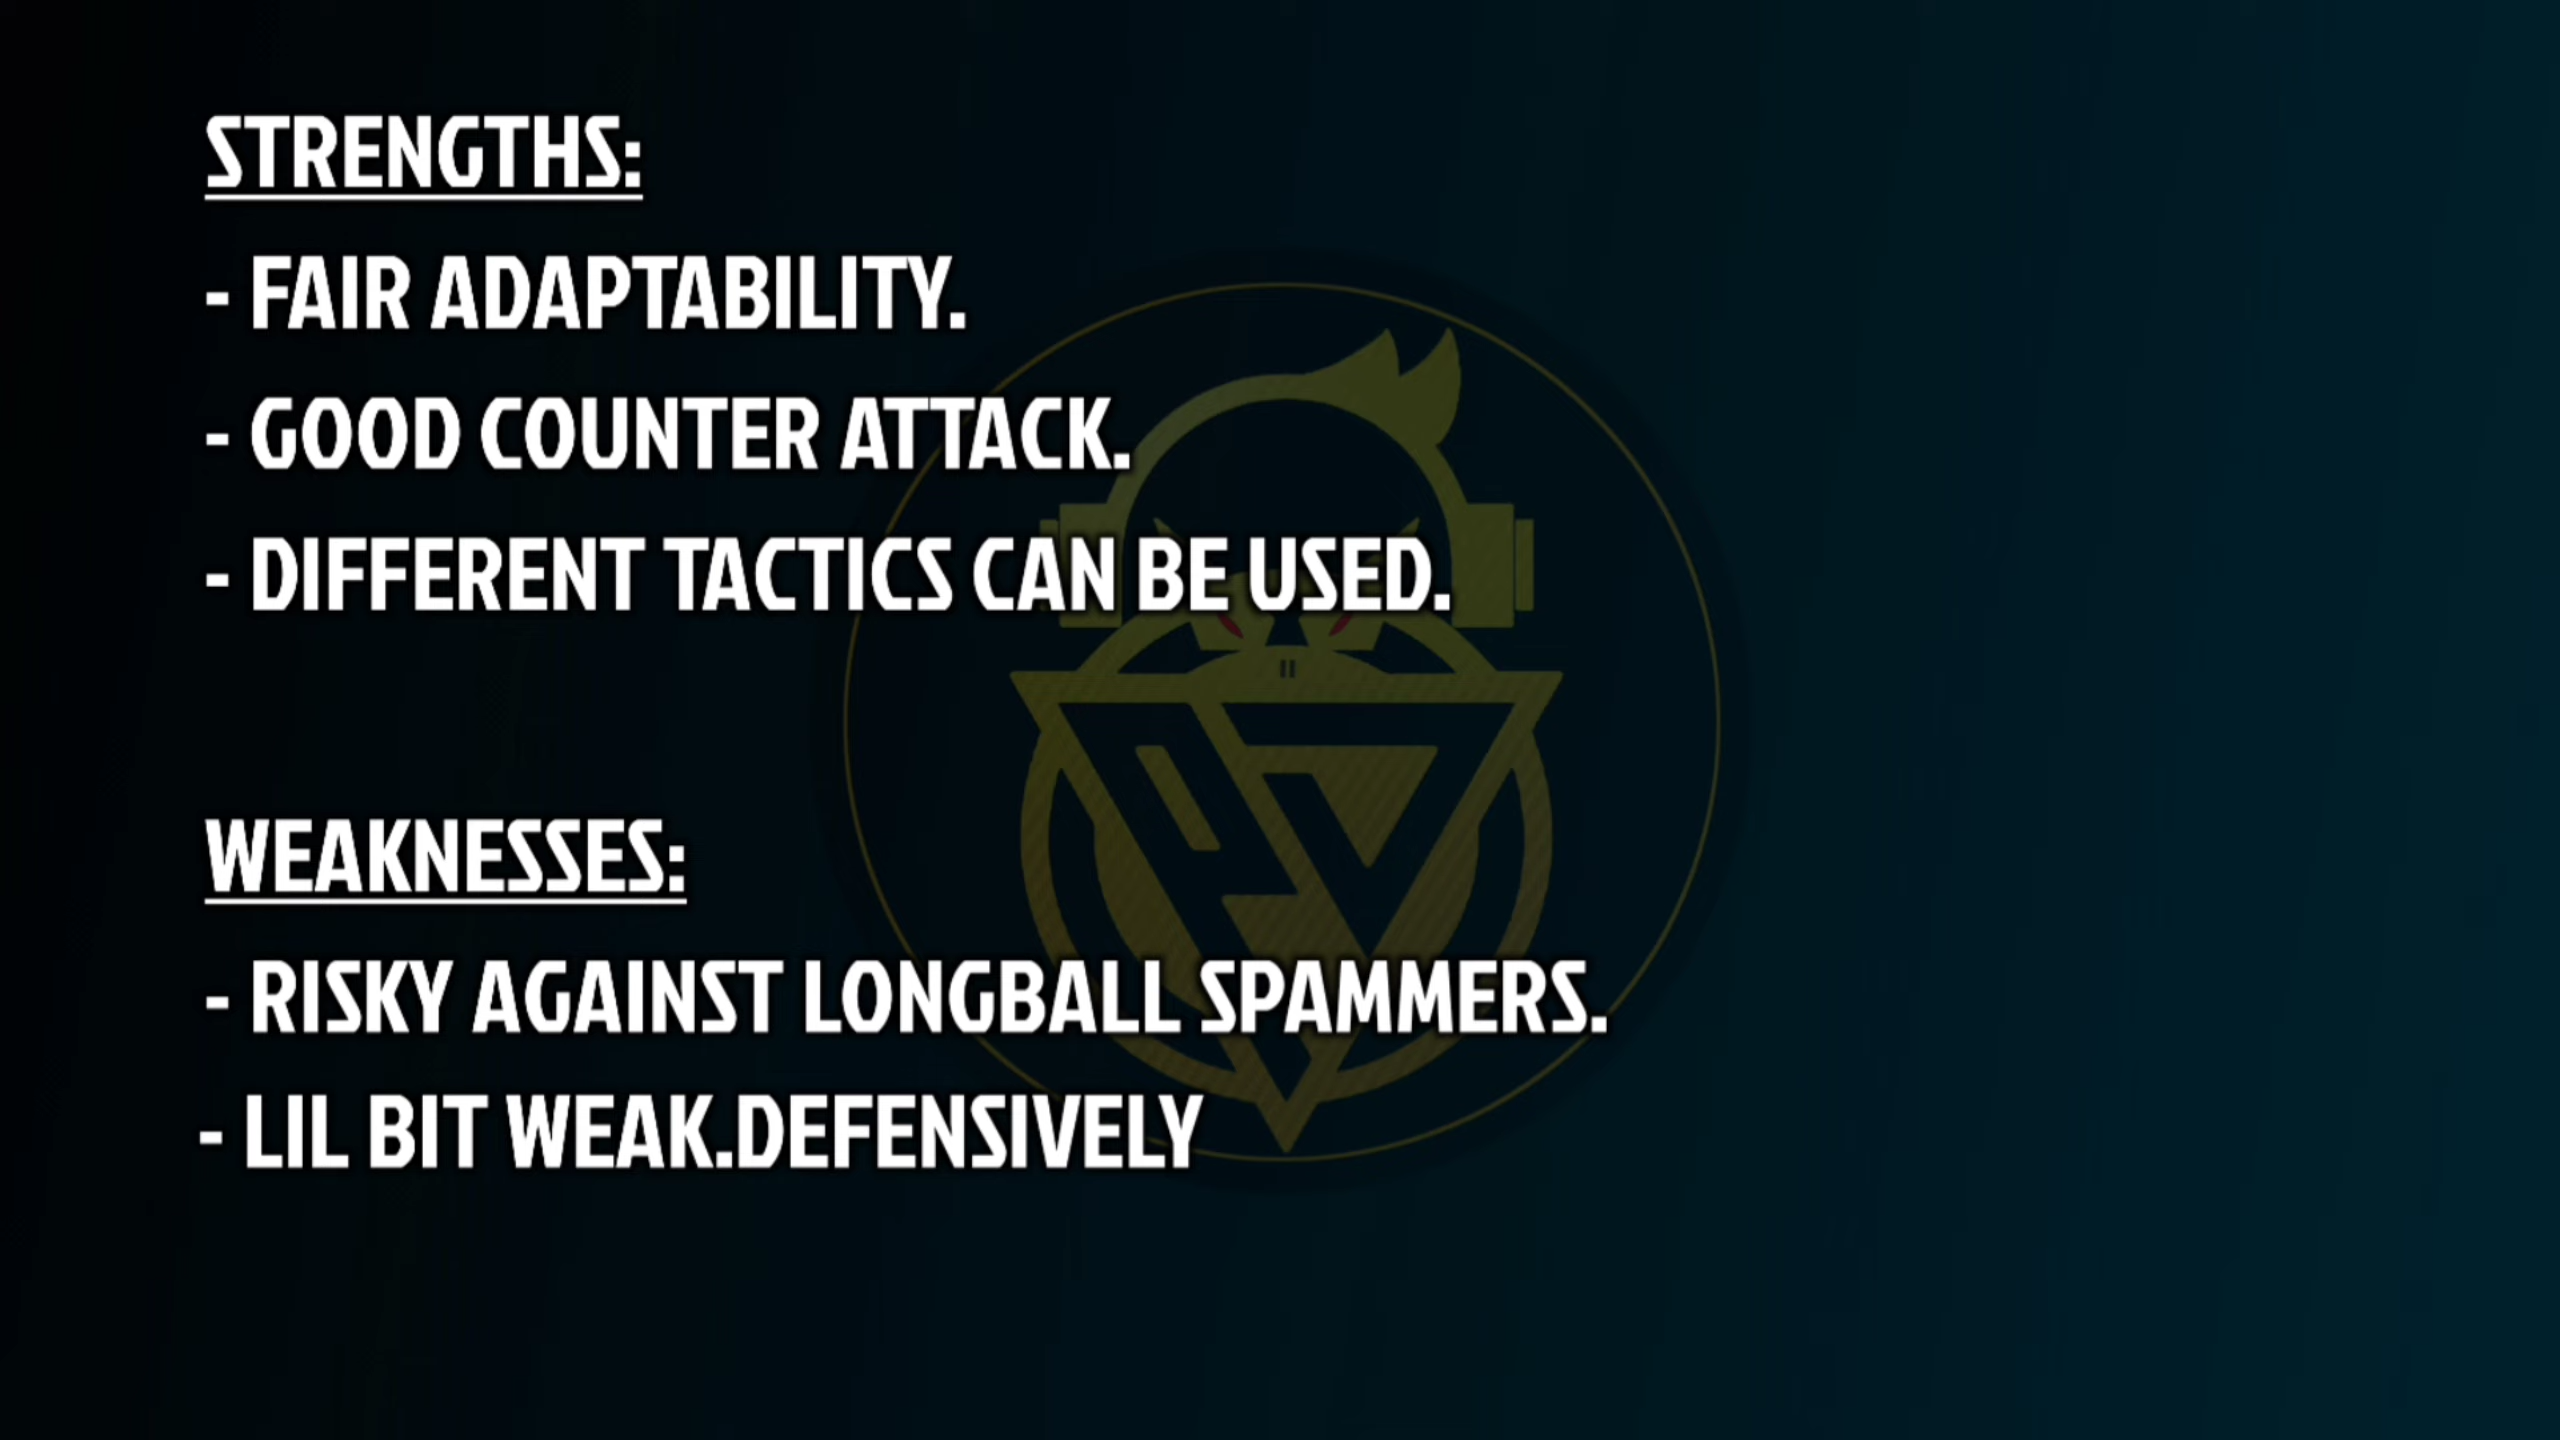 STRENGTHS:
- FAIR ADAPTABILITY.
- GOOD COUNTER ATTACK.
- DIFFERENT TACTICS CAN BE USED.
WEAKNESSES:
- RISKY AGAINST LONGBALL SPAMMERS.
- LIL BIT WEAK.DEFENSIVELY